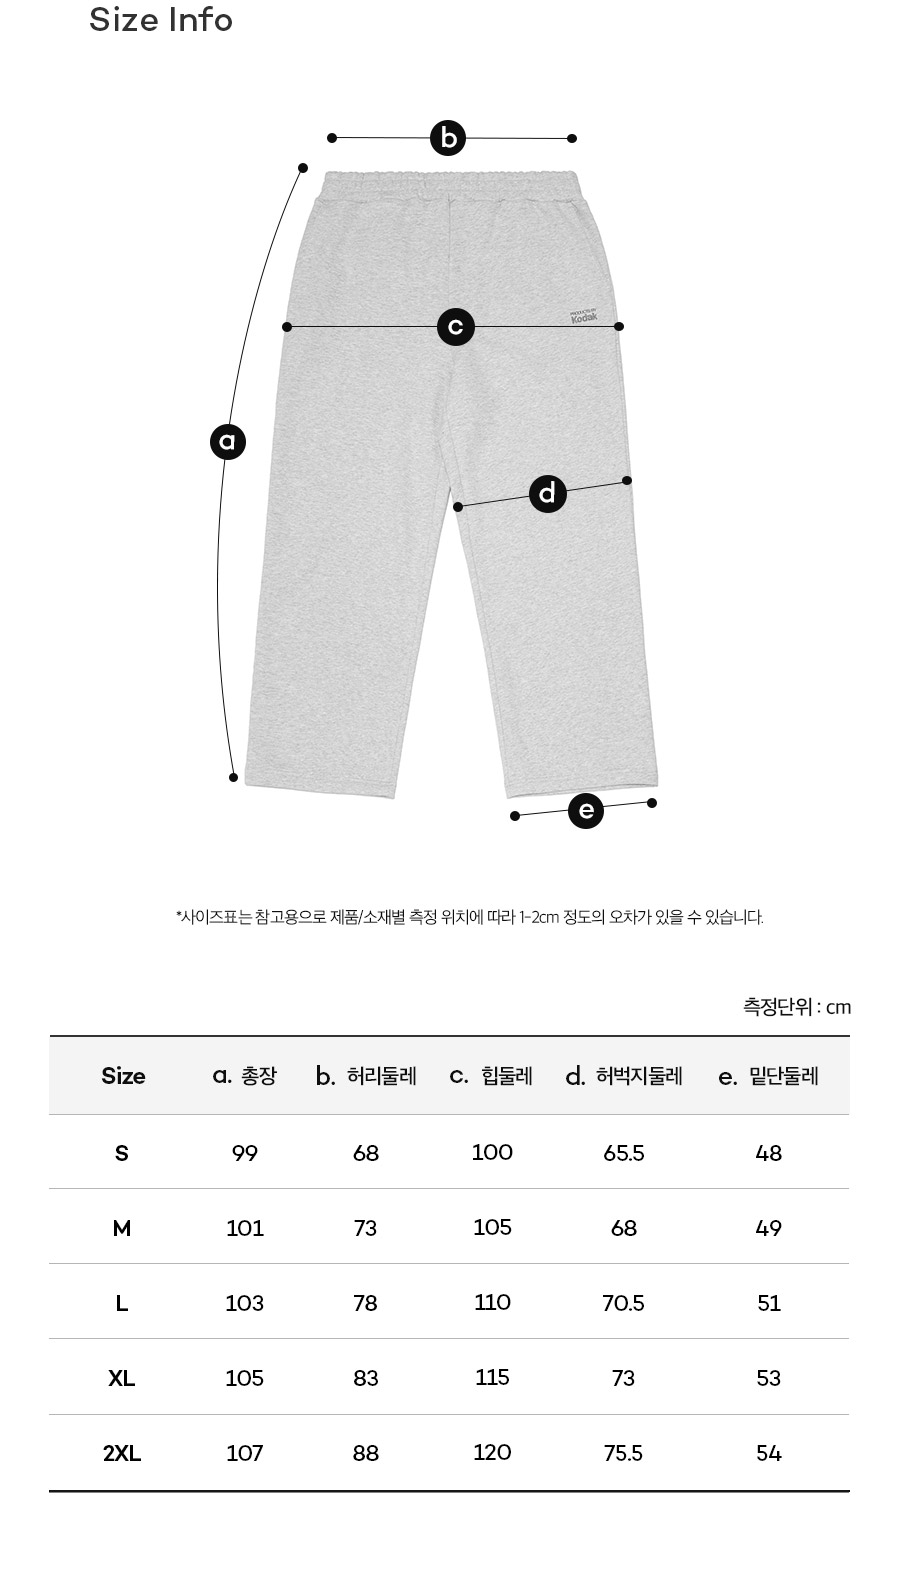 Size Info
b
a
c
Kodak
d
e
*사이즈표는 참고용으로 제품/소재별 측정 위치에 따라 1-2cm 정도의 오차가 있을 수 있습니다.
측정단위 : cm
Size a. 총장 b. 허리둘레 c. 힙둘레 d. 허벅지둘레 e. 밑단둘레
S 99 68 100 65.5 48
M 101 73 105 68 49
L 103 78 110 70.5 51
XL 105 83 115 73 53
2XL 107 88 120 75.5 54